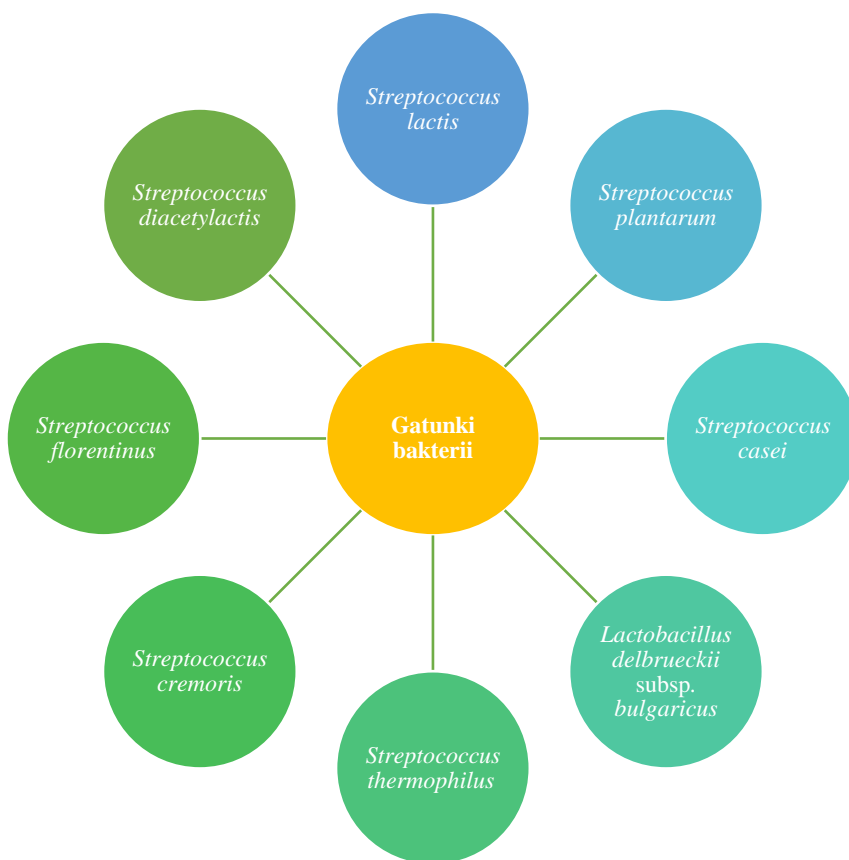 Streptococcus
lactis
Streptococcus
diacetylactis
Streptococcus
plantarum
Streptococcus
florentinus
Gatunki
bakterii
Streptococcus
casei
Streptococcus
cremoris
Lactobacillus
delbrueckii
subsp.
bulgaricus
Streptococcus
thermophilus